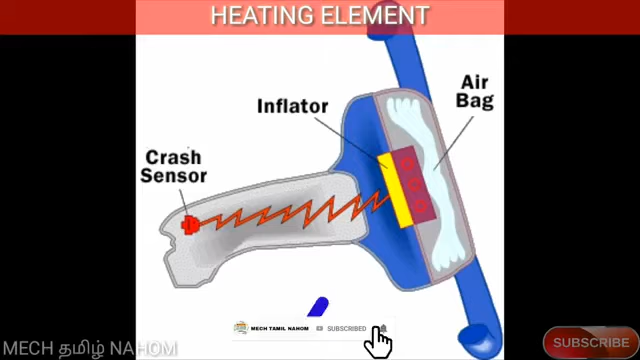 HEATING ELEMENT
Air
Bag
Inflator
Crash
Sensor
MECH TAMIL NAHOM
SUBSCRIBED
MECH தமிழ் NAHOM
SUBSCRIBE